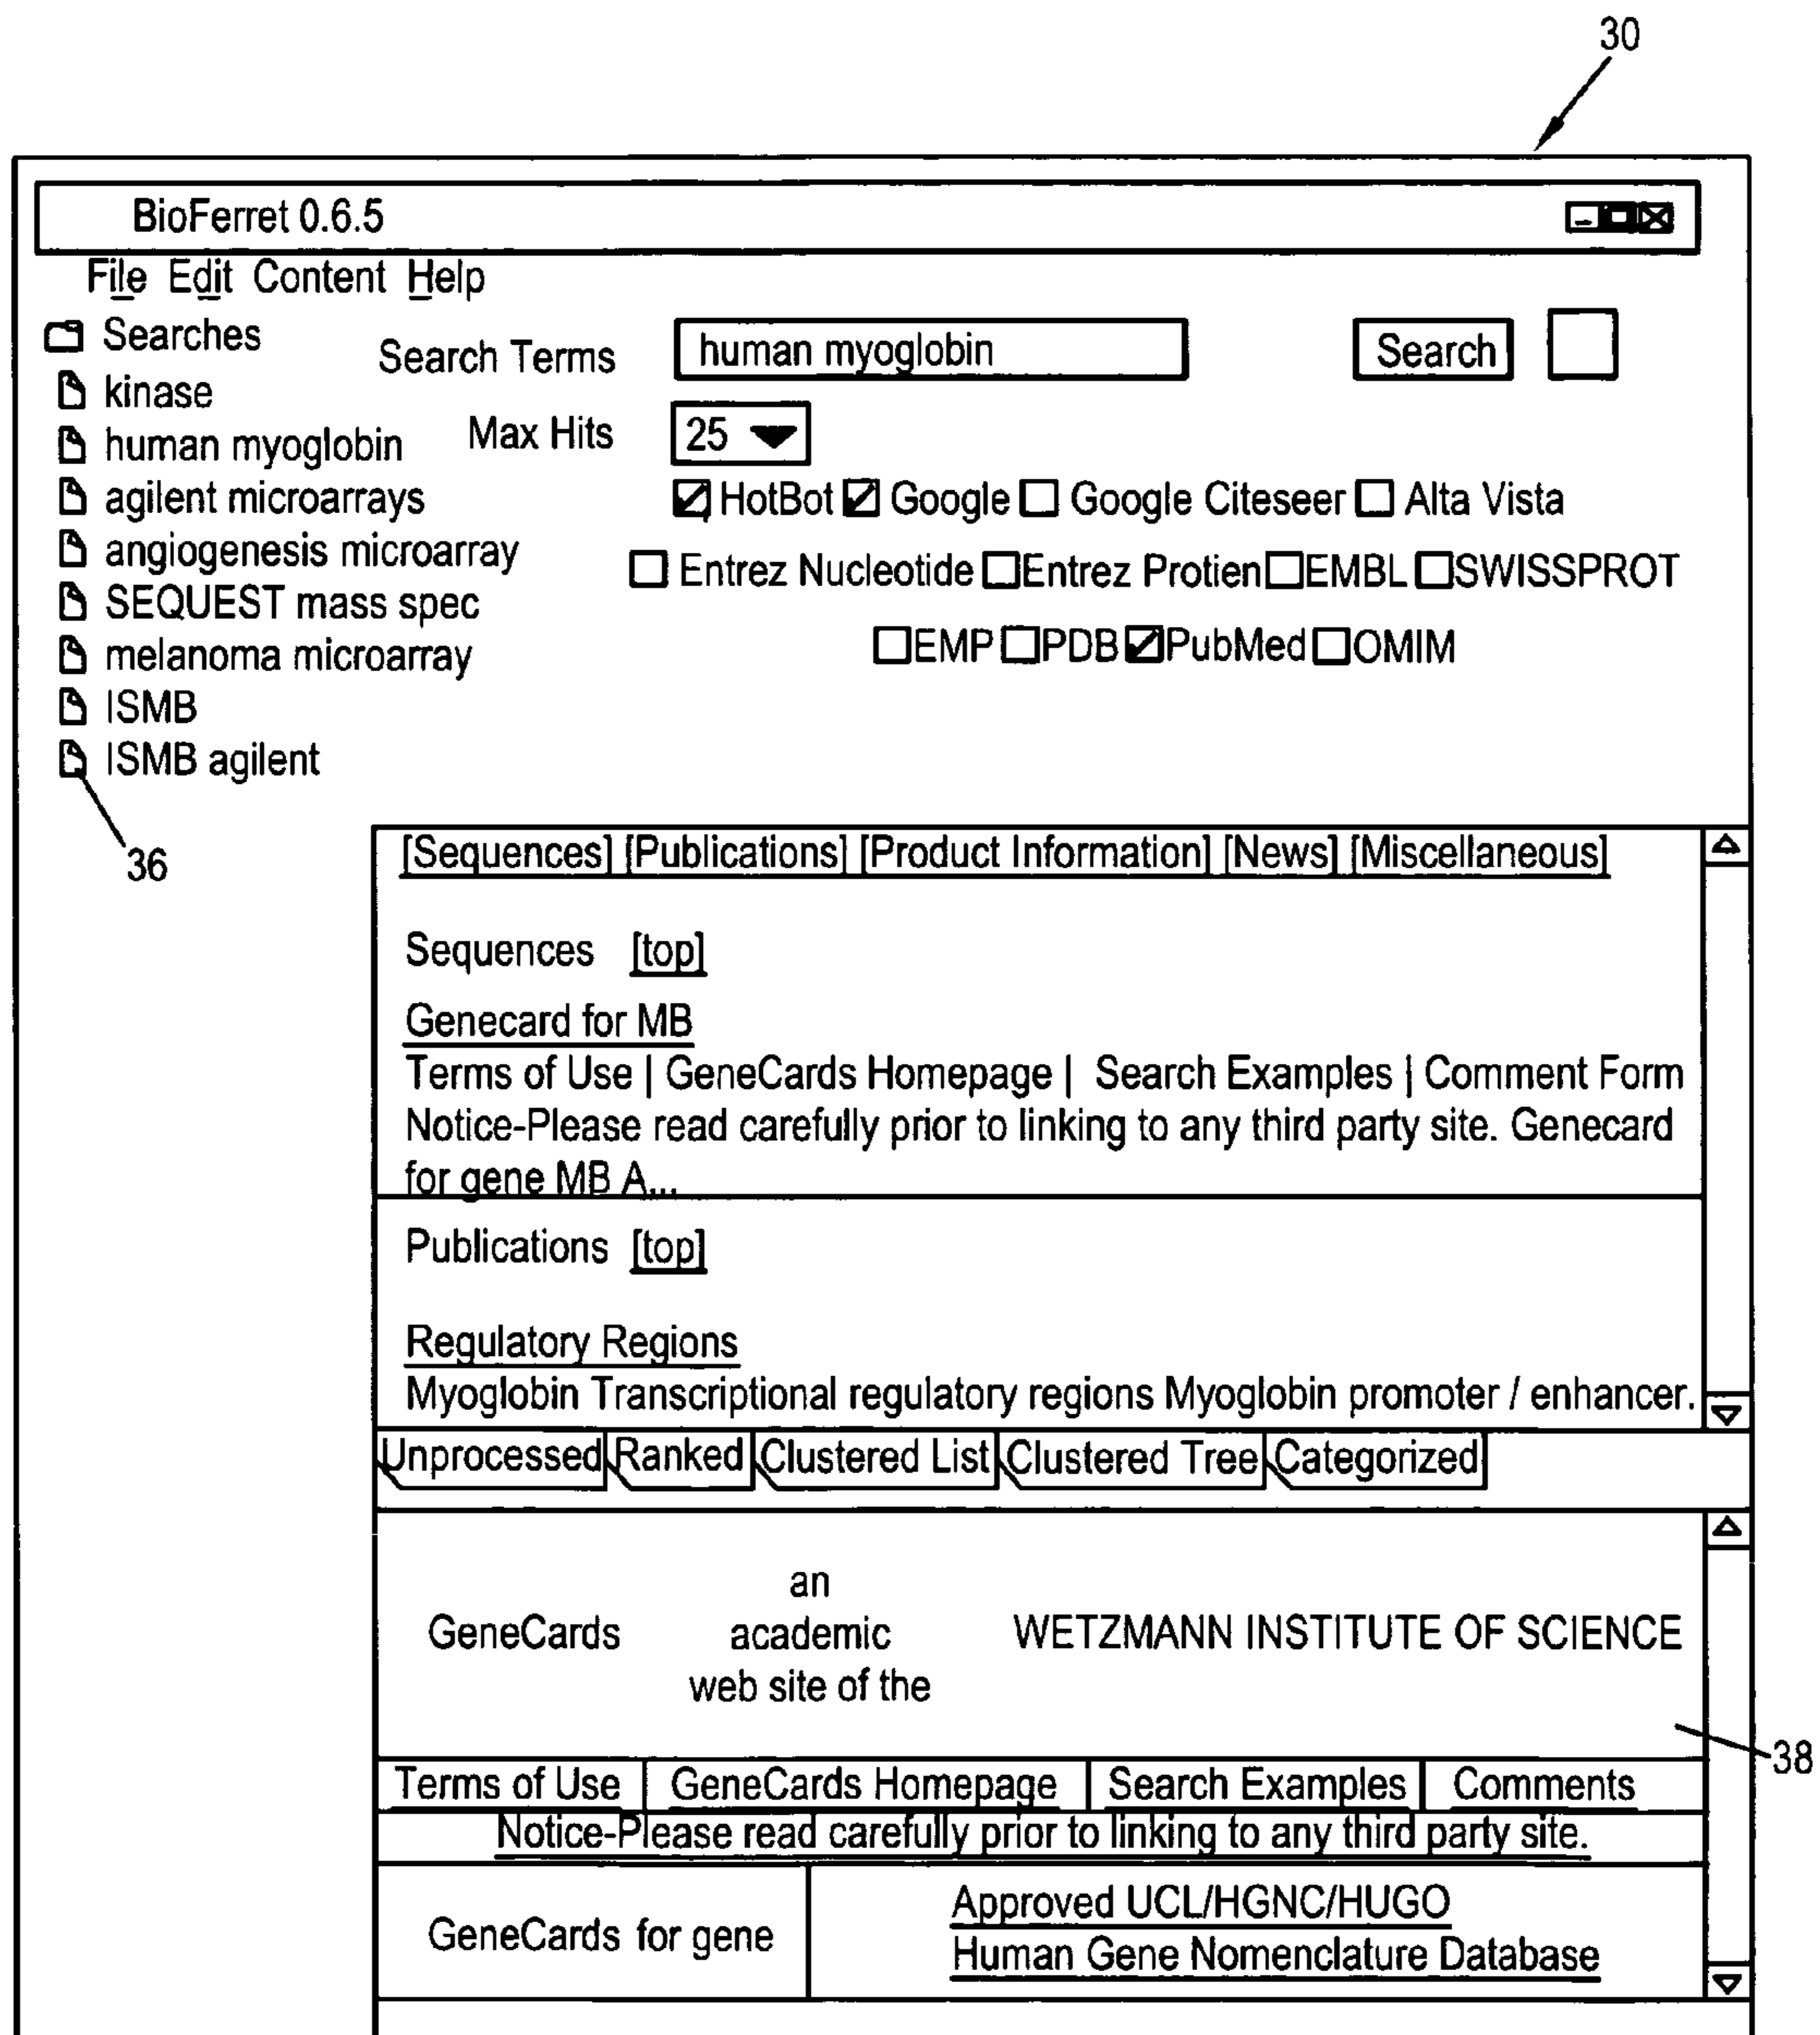 30
BioFerret 0.6.5
File Edit Content Help
Searches
kinase
human myoglobin
agilent microarrays
angiogenesis microarray
SEQUEST mass spec
melanoma microarray
ISMB
ISMB agilent
36
Search Terms human myoglobin Search
Max Hits 25
HotBot Google Google Citeseer Alta Vista
Entrez Nucleotide Entrez Protien EMBL SWISSPROT
EMP PDB PubMed OMIM
[Sequences] [Publications] [Product Information] [News] [Miscellaneous]
Sequences [top]
Genecard for MB
Terms of Use | GeneCards Homepage | Search Examples | Comment Form
Notice-Please read carefully prior to linking to any third party site. Genecard
for gene MB A...
Publications [top]
Regulatory Regions
Myoglobin Transcriptional regulatory regions Myoglobin promoter / enhancer.
Unprocessed Ranked Clustered List Clustered Tree Categorized
GeneCards
an
academic
web site of the
WETZMANN INSTITUTE OF SCIENCE
38
Terms of Use GeneCards Homepage Search Examples Comments
Notice-Please read carefully prior to linking to any third party site.
GeneCards for gene
Approved UCL/HGNC/HUGO
Human Gene Nomenclature Database